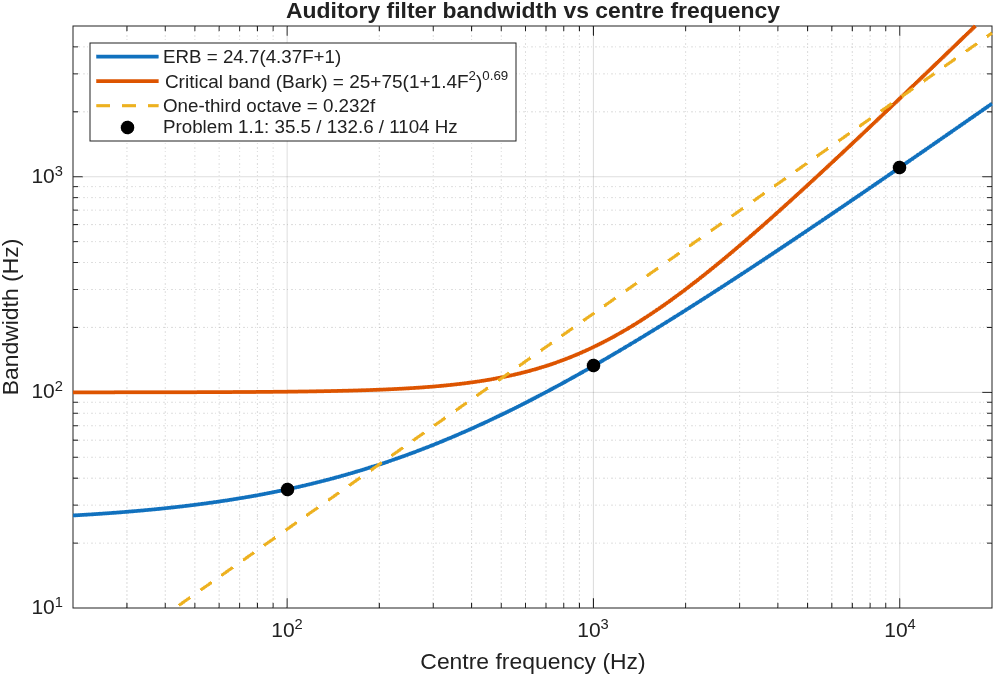 Auditory filter bandwidth vs centre frequency
ERB = 24.7(4.37F+1)
Critical band (Bark) = 25+75(1+1.4F²)^0.69
One-third octave = 0.232f
Problem 1.1: 35.5 / 132.6 / 1104 Hz
Bandwidth (Hz)
10³
10²
10¹
10² 10³ 10⁴
Centre frequency (Hz)